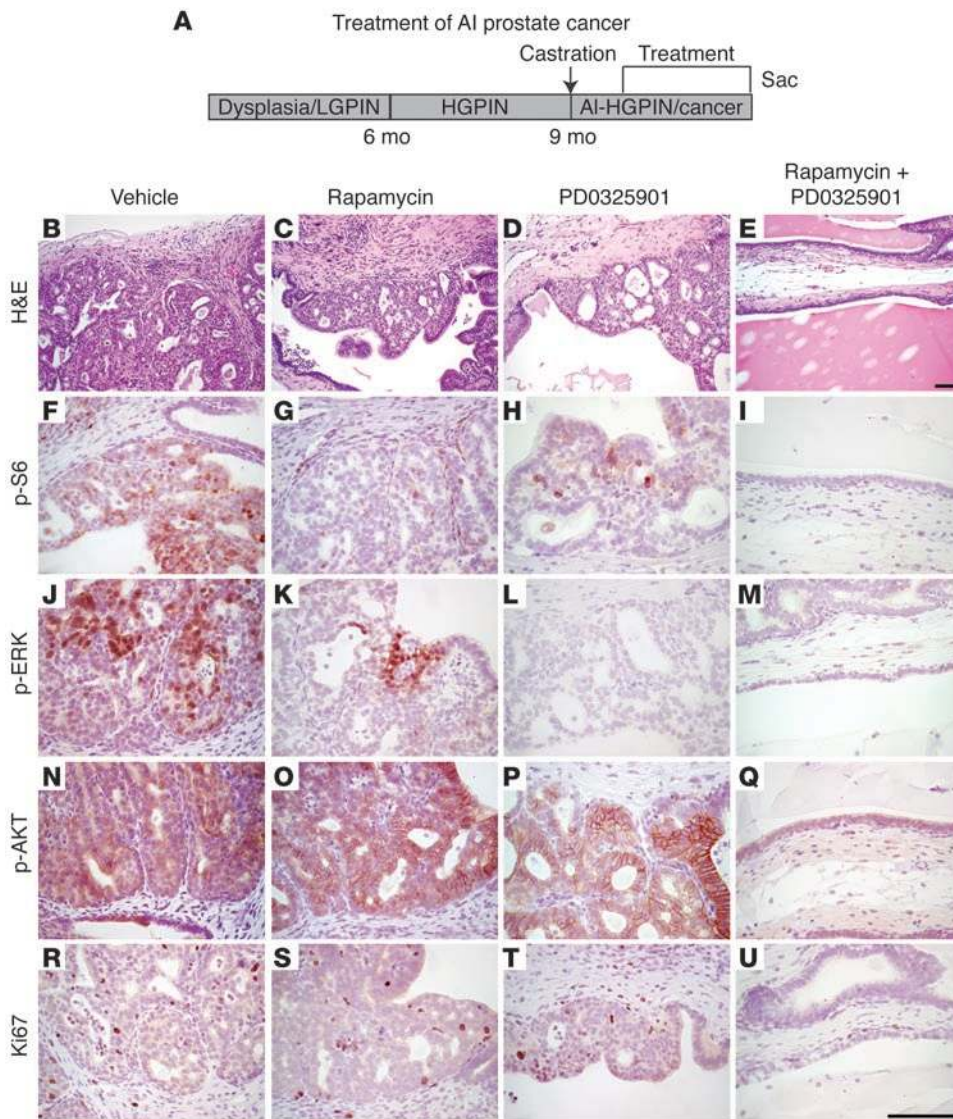 A
Treatment of AI prostate cancer
Castration
Treatment
Sac
Dysplasia/LGPIN
HGPIN
AI-HGPIN/cancer
6 mo
9 mo
Vehicle
Rapamycin
PD0325901
Rapamycin +
PD0325901
H&E
B
C
D
E
p-S6
F
G
H
I
p-ERK
J
K
L
M
p-AKT
N
O
P
Q
Ki67
R
S
T
U